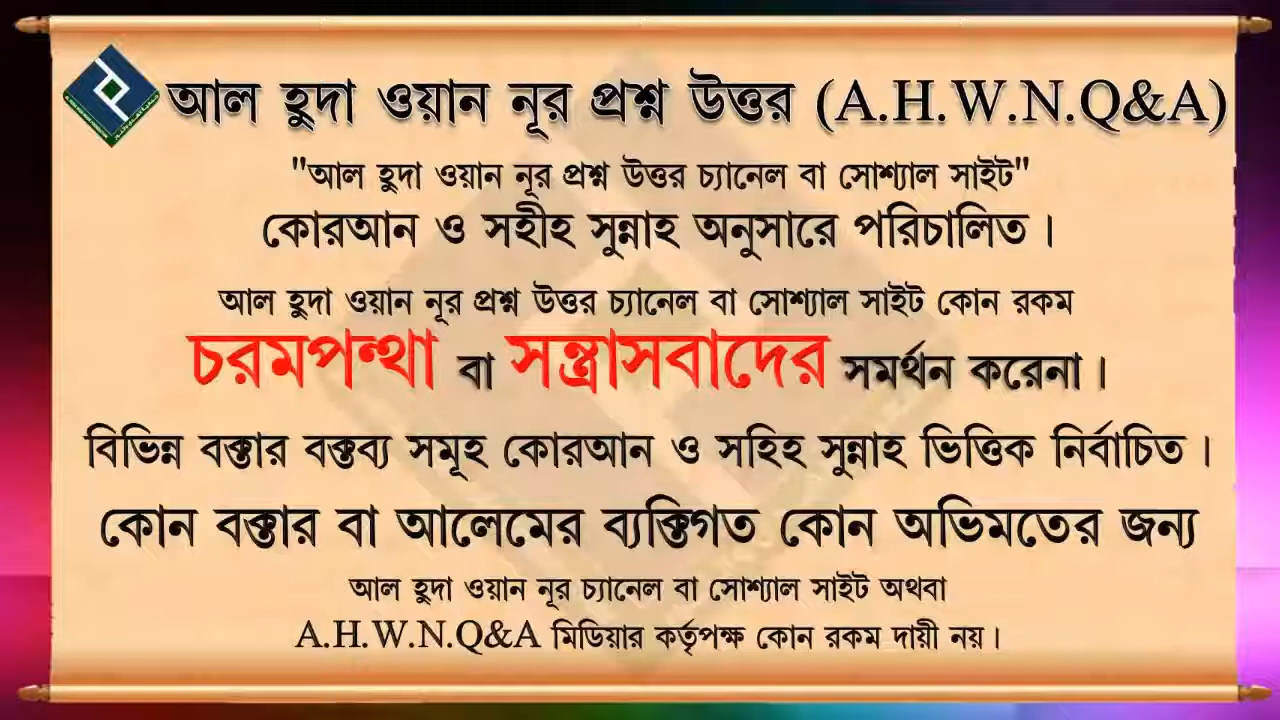 আল হুদা ওয়ান নূর প্রশ্ন উত্তর (A.H.W.N.Q&A)
"আল হুদা ওয়ান নূর প্রশ্ন উত্তর চ্যানেল বা সোশ্যাল সাইট"
কোরআন ও সহীহ সুন্নাহ অনুসারে পরিচালিত।
আল হুদা ওয়ান নূর প্রশ্ন উত্তর চ্যানেল বা সোশ্যাল সাইট কোন রকম
চরমপন্থা বা সন্ত্রাসবাদের সমর্থন করেনা।
বিভিন্ন বক্তার বক্তব্য সমূহ কোরআন ও সহিহ সুন্নাহ ভিত্তিক নির্বাচিত।
কোন বক্তার বা আলেমের ব্যক্তিগত কোন অভিমতের জন্য
আল হুদা ওয়ান নূর চ্যানেল বা সোশ্যাল সাইট অথবা
A.H.W.N.Q&A মিডিয়ার কর্তৃপক্ষ কোন রকম দায়ী নয়।